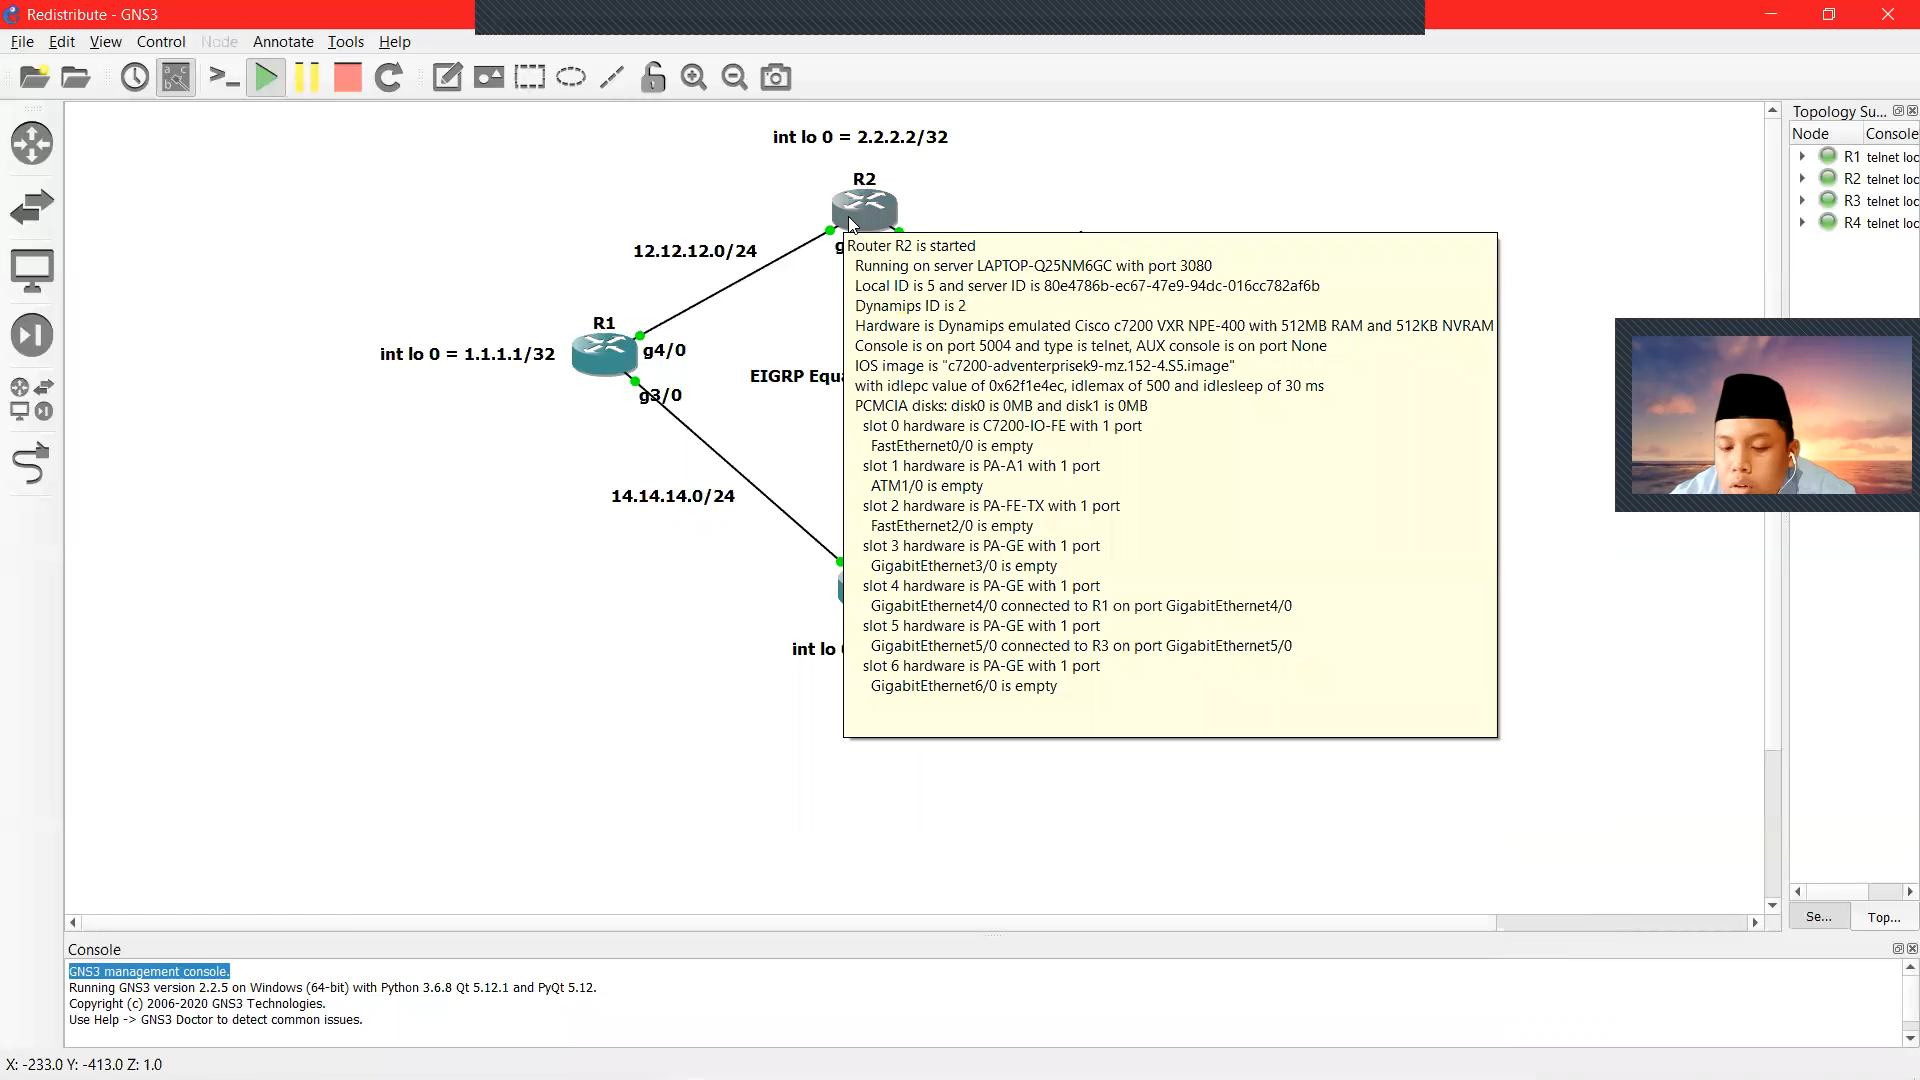 Redistribute - GNS3
File Edit View Control Node Annotate Tools Help
int lo 0 = 2.2.2.2/32
R2
12.12.12.0/24
g
R1
int lo 0 = 1.1.1.1/32
g4/0
EIGRP Equa
g3/0
14.14.14.0/24
int lo
Router R2 is started
Running on server LAPTOP-Q25NM6GC with port 3080
Local ID is 5 and server ID is 80e4786b-ec67-47e9-94dc-016cc782af6b
Dynamips ID is 2
Hardware is Dynamips emulated Cisco c7200 VXR NPE-400 with 512MB RAM and 512KB NVRAM
Console is on port 5004 and type is telnet, AUX console is on port None
IOS image is "c7200-adventerprisek9-mz.152-4.S5.image"
with idlepc value of 0x62f1e4ec, idlemax of 500 and idlesleep of 30 ms
PCMCIA disks: disk0 is 0MB and disk1 is 0MB
slot 0 hardware is C7200-IO-FE with 1 port
FastEthernet0/0 is empty
slot 1 hardware is PA-A1 with 1 port
ATM1/0 is empty
slot 2 hardware is PA-FE-TX with 1 port
FastEthernet2/0 is empty
slot 3 hardware is PA-GE with 1 port
GigabitEthernet3/0 is empty
slot 4 hardware is PA-GE with 1 port
GigabitEthernet4/0 connected to R1 on port GigabitEthernet4/0
slot 5 hardware is PA-GE with 1 port
GigabitEthernet5/0 connected to R3 on port GigabitEthernet5/0
slot 6 hardware is PA-GE with 1 port
GigabitEthernet6/0 is empty
Topology Su...
Node Console
R1 telnet loc
R2 telnet loc
R3 telnet loc
R4 telnet loc
Se... Top...
Console
GNS3 management console.
Running GNS3 version 2.2.5 on Windows (64-bit) with Python 3.6.8 Qt 5.12.1 and PyQt 5.12.
Copyright (c) 2006-2020 GNS3 Technologies.
Use Help -> GNS3 Doctor to detect common issues.
X: -233.0 Y: -413.0 Z: 1.0